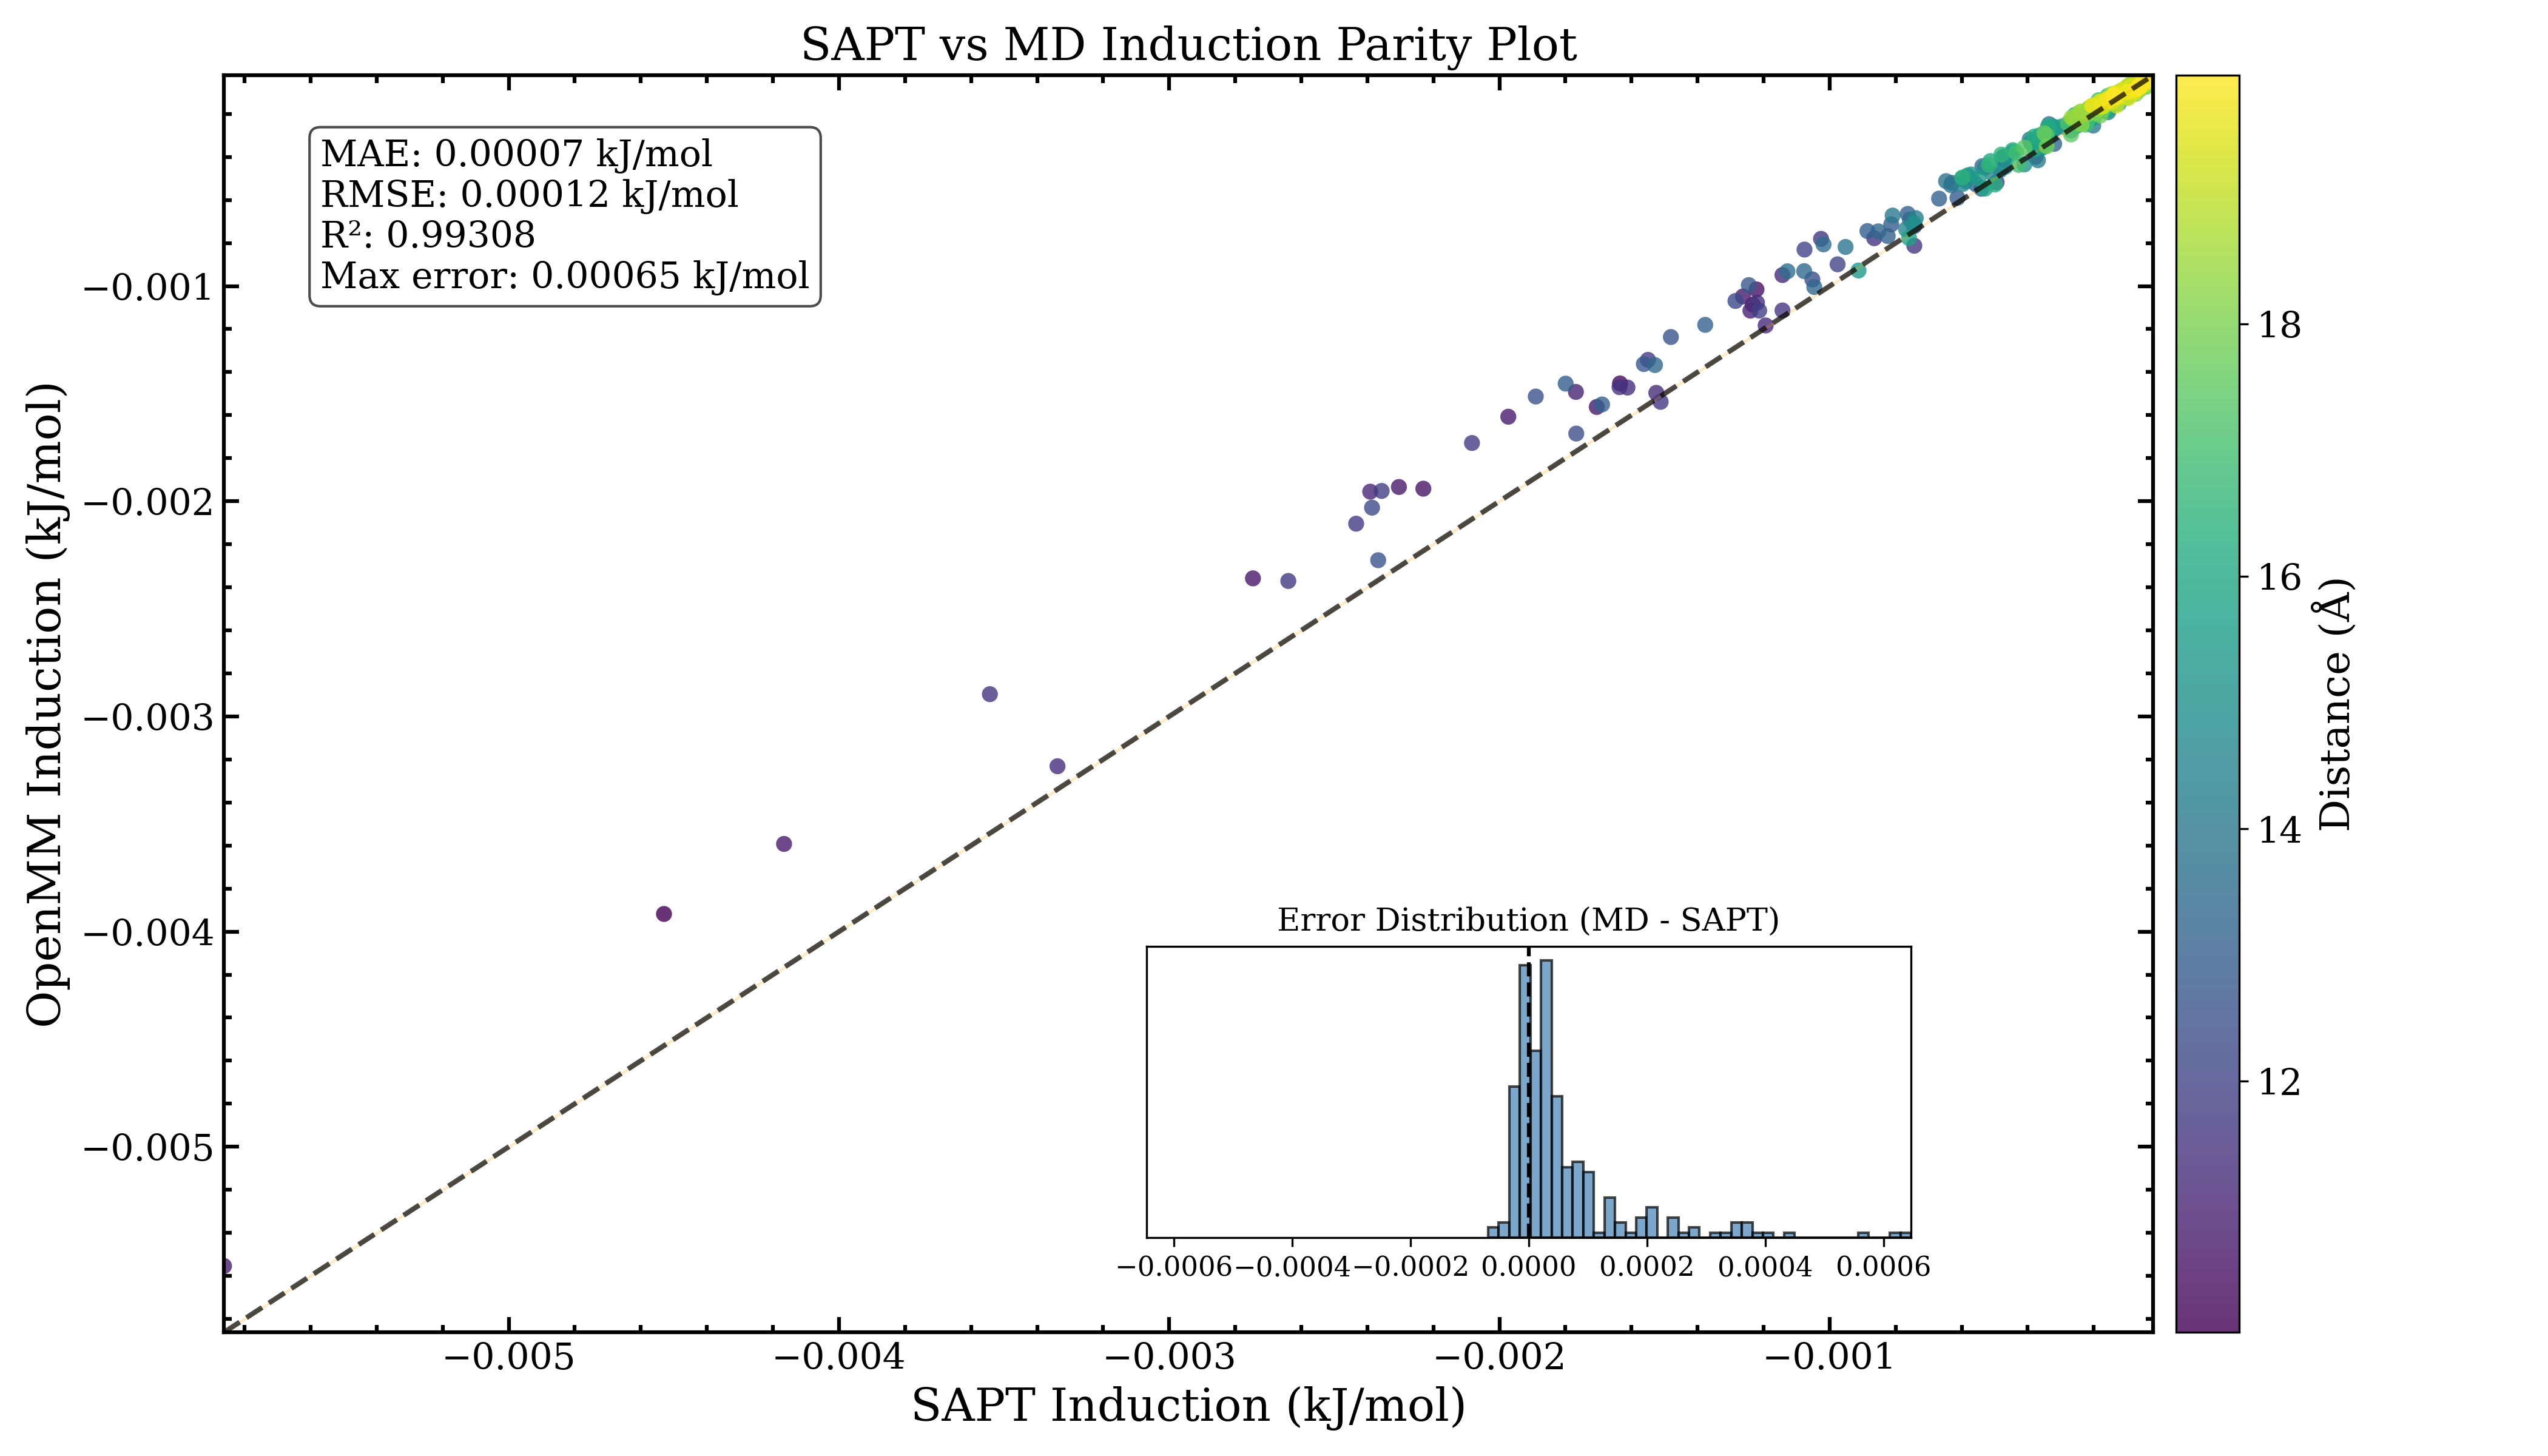 SAPT vs MD Induction Parity Plot
MAE: 0.00007 kJ/mol
RMSE: 0.00012 kJ/mol
R²: 0.99308
Max error: 0.00065 kJ/mol
OpenMM Induction (kJ/mol)
−0.001
−0.002
−0.003
−0.004
−0.005
Error Distribution (MD - SAPT)
−0.0006 −0.0004 −0.0002 0.0000 0.0002 0.0004 0.0006
−0.005 −0.004 −0.003 −0.002 −0.001
SAPT Induction (kJ/mol)
18
16
14
12
Distance (Å)